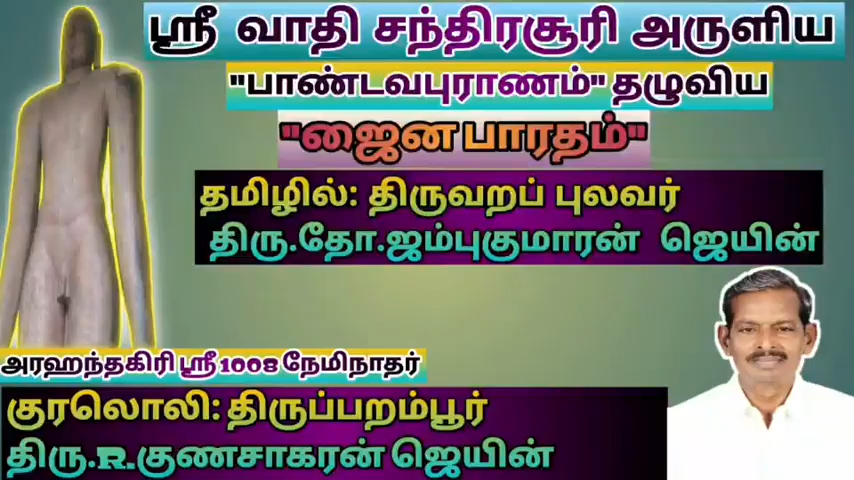 ஸ்ரீ வாதி சந்திரசூரி அருளிய
"பாண்டவபுராணம்" தழுவிய
"ஜைன பாரதம்"
தமிழில்: திருவறப் புலவர்
திரு.தோ.ஜம்புகுமாரன் ஜெயின்
அரஹந்தகிரி ஸ்ரீ 1008 நேமிநாதர்
குரலொலி: திருப்பறம்பூர்
திரு.R.குணசாகரன் ஜெயின்